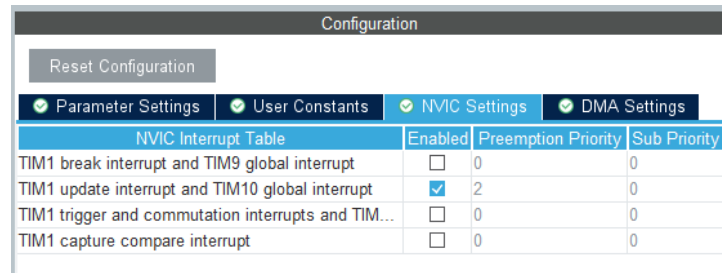 Configuration
Reset Configuration
Parameter Settings User Constants NVIC Settings DMA Settings
NVIC Interrupt Table Enabled Preemption Priority Sub Priority
TIM1 break interrupt and TIM9 global interrupt 0 0
TIM1 update interrupt and TIM10 global interrupt 2 0
TIM1 trigger and commutation interrupts and TIM... 0 0
TIM1 capture compare interrupt 0 0